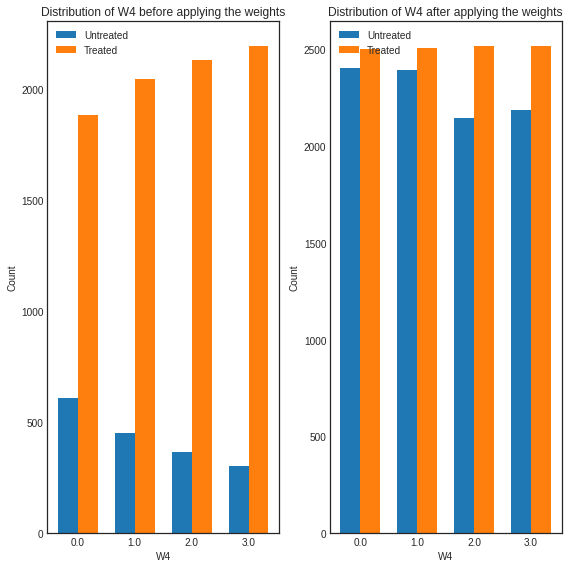 Distribution of W4 before applying the weights
Untreated
Treated
2000
1500
1000
500
0
Count
0.0 1.0 2.0 3.0
W4
Distribution of W4 after applying the weights
Untreated
Treated
2500
2000
1500
1000
500
0
Count
0.0 1.0 2.0 3.0
W4